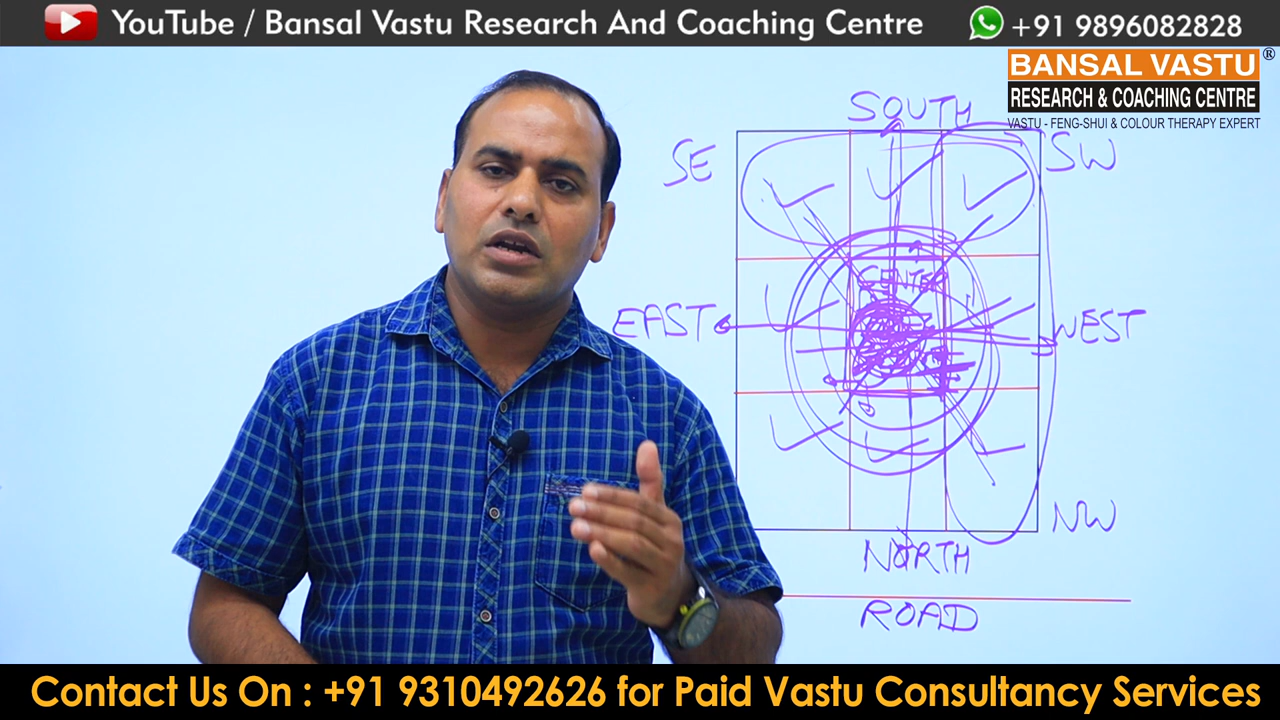 YouTube / Bansal Vastu Research And Coaching Centre
+91 9896082828
BANSAL VASTU®
RESEARCH & COACHING CENTRE
VASTU - FENG-SHUI & COLOUR THERAPY EXPERT
SOUTH
SE
SW
CENTER
EAST
WEST
NW
NORTH
ROAD
Contact Us On : +91 9310492626 for Paid Vastu Consultancy Services